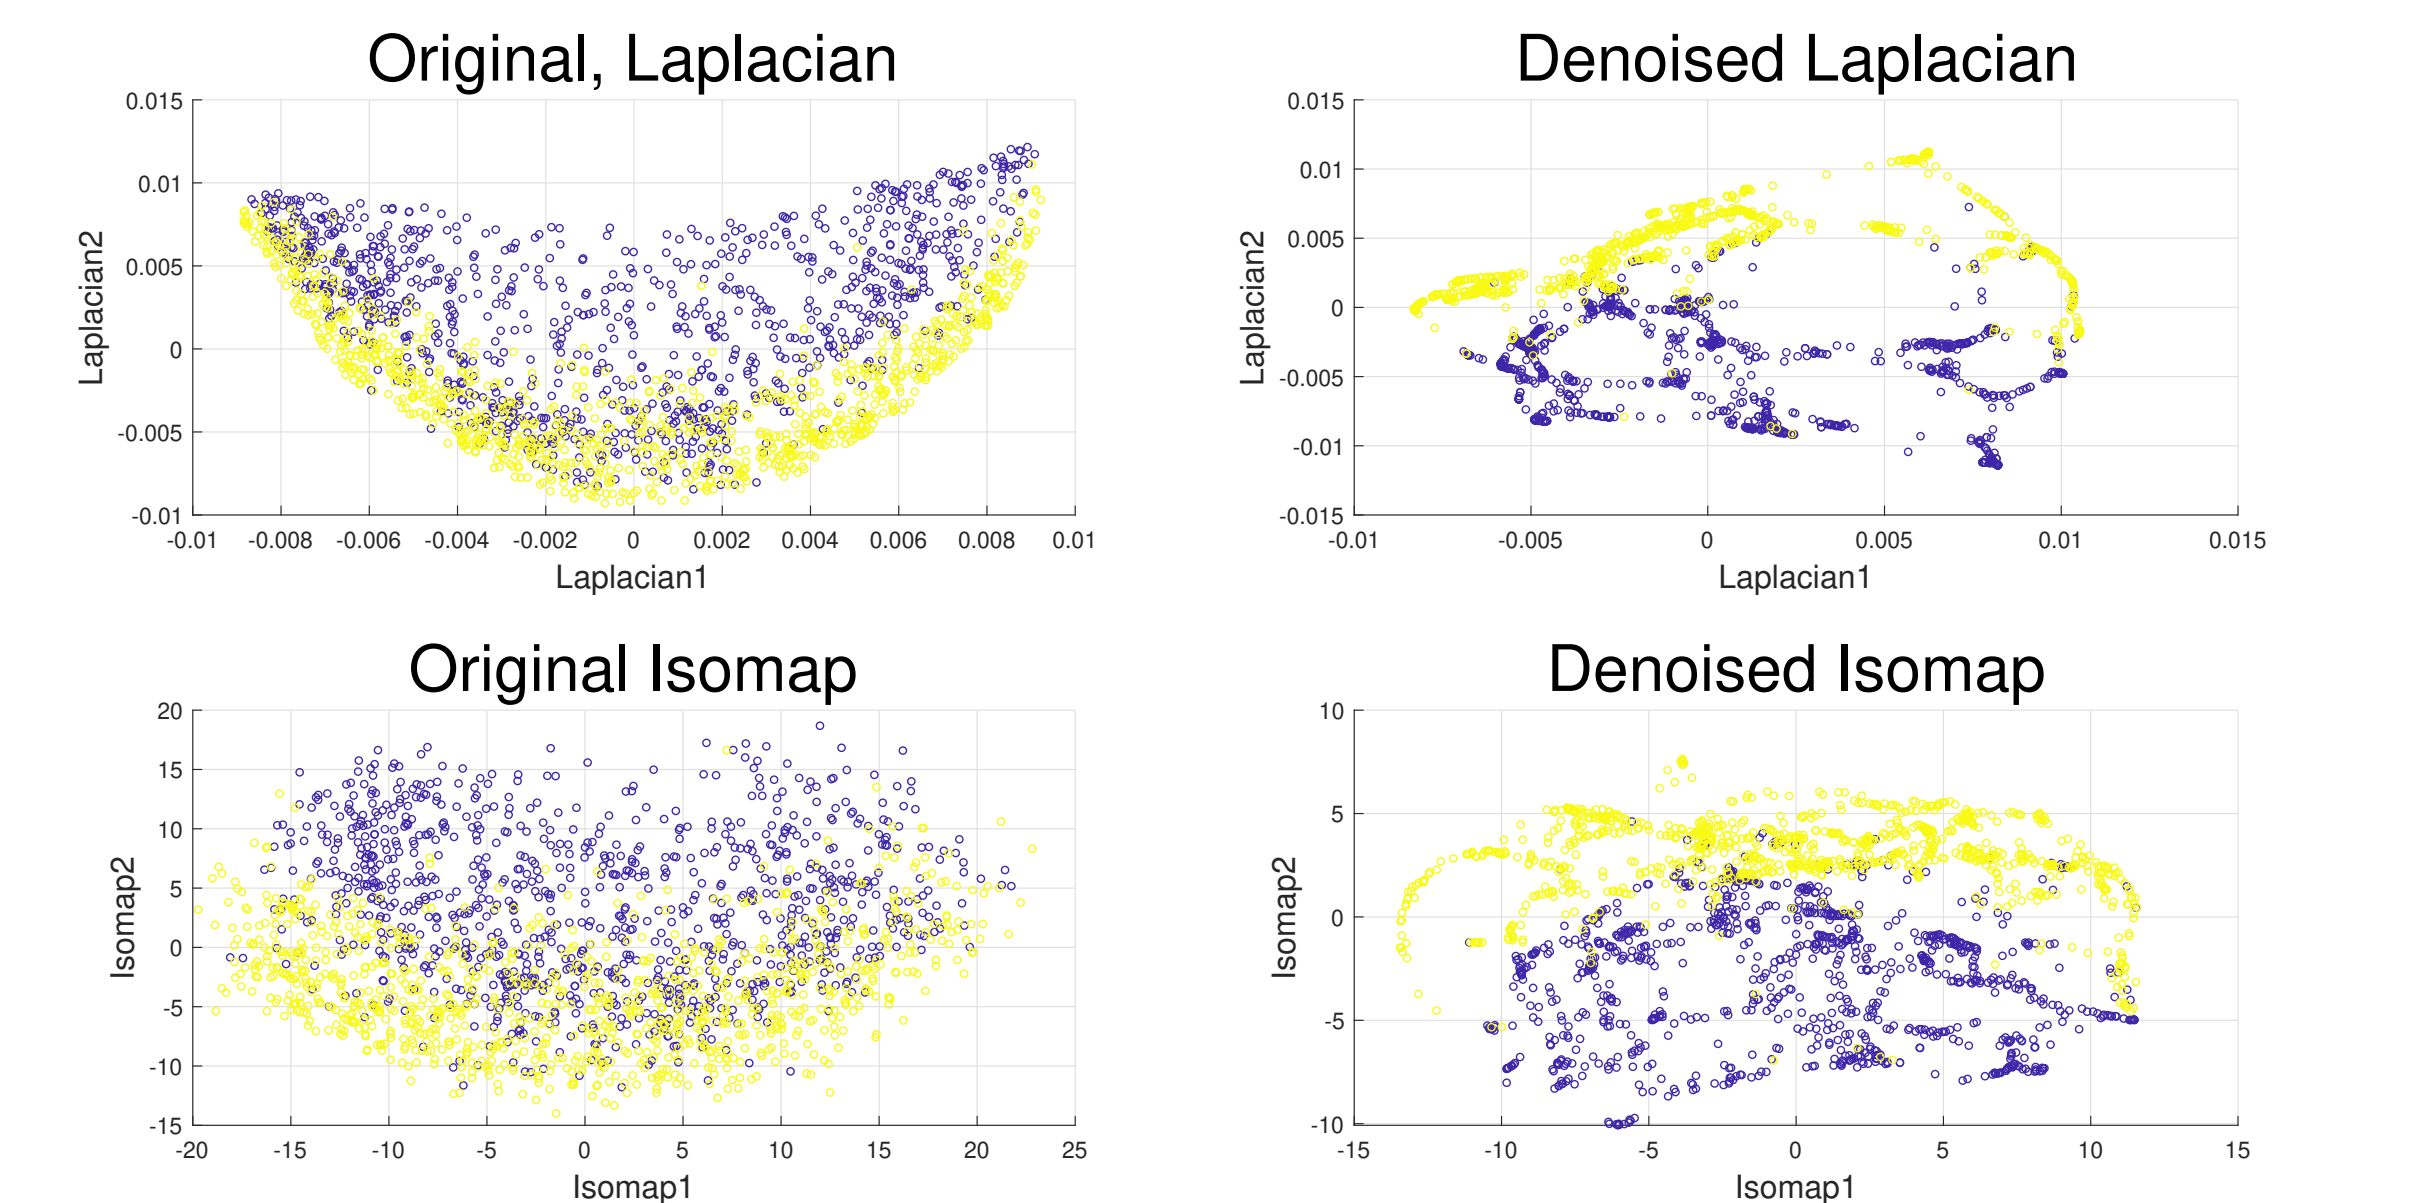 Original, Laplacian
0.015
0.01
0.005
0
-0.005
-0.01
Laplacian2
-0.01 -0.008 -0.006 -0.004 -0.002 0 0.002 0.004 0.006 0.008 0.01
Laplacian1
Denoised Laplacian
0.015
0.01
0.005
0
-0.005
-0.01
-0.015
Laplacian2
-0.01 -0.005 0 0.005 0.01 0.015
Laplacian1
Original Isomap
20
15
10
5
0
-5
-10
-15
Isomap2
-20 -15 -10 -5 0 5 10 15 20 25
Isomap1
Denoised Isomap
10
5
0
-5
-10
Isomap2
-15 -10 -5 0 5 10 15
Isomap1